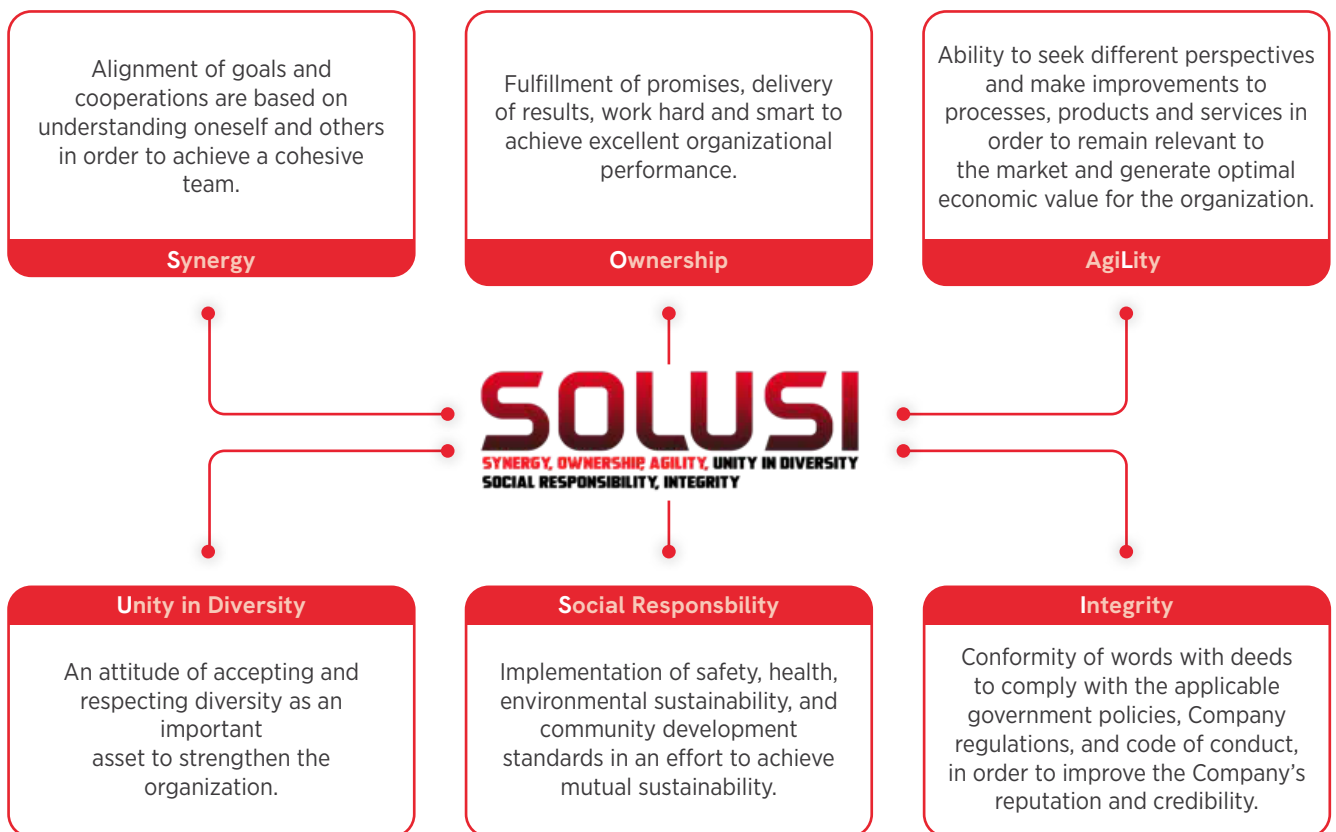 Alignment of goals and
cooperations are based on
understanding oneself and others
in order to achieve a cohesive
team.
Synergy
Fulfillment of promises, delivery
of results, work hard and smart to
achieve excellent organizational
performance.
Ownership
Ability to seek different perspectives
and make improvements to
processes, products and services in
order to remain relevant to
the market and generate optimal
economic value for the organization.
AgiLity
SOLUSI
SYNERGY, OWNERSHIP, AGILITY, UNITY IN DIVERSITY
SOCIAL RESPONSIBILITY, INTEGRITY
Unity in Diversity
An attitude of accepting and
respecting diversity as an
important
asset to strengthen the
organization.
Social Responsbility
Implementation of safety, health,
environmental sustainability, and
community development
standards in an effort to achieve
mutual sustainability.
Integrity
Conformity of words with deeds
to comply with the applicable
government policies, Company
regulations, and code of conduct,
in order to improve the Company's
reputation and credibility.